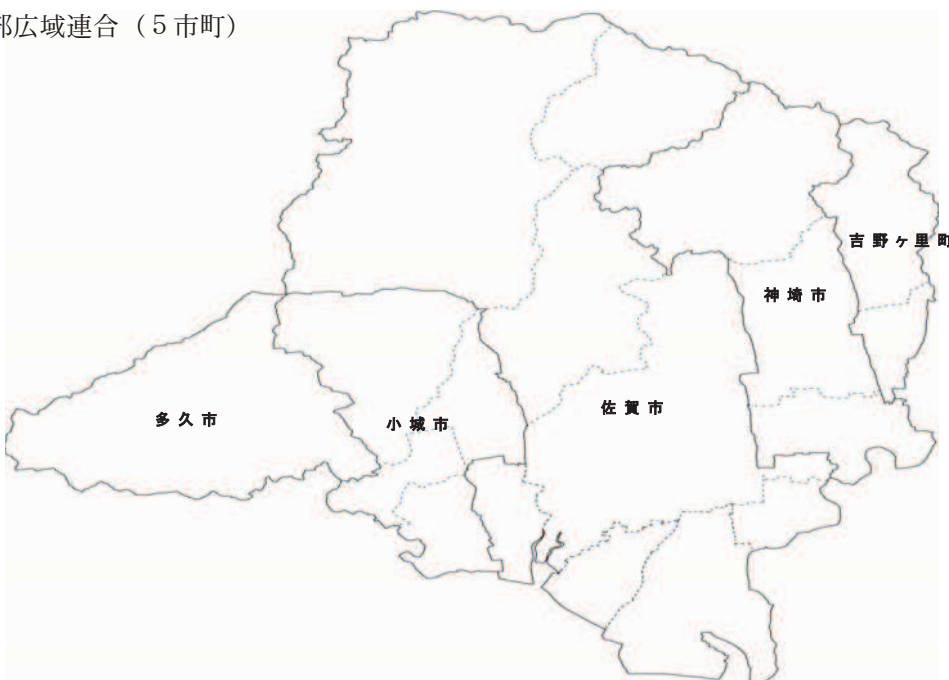 部広域連合（５市町）
吉野ヶ里町
神埼市
佐賀市
多久市
小城市